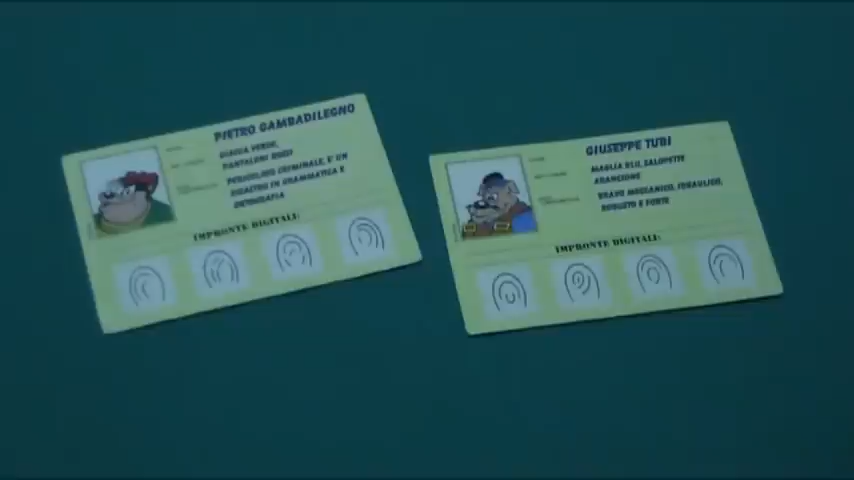 PIETRO GAMBADILEGNO
GIACCA VERDE,
PANTALONI ROSSI
PERICOLOSO CRIMINALE, E' UN
DISASTRO IN GRAMMATICA E
ORTOGRAFIA
IMPRONTE DIGITALI:
GIUSEPPE TUBI
MAGLIA BLU, SALOPETTE
ARANCIONE
BRAVO MECCANICO, IDRAULICO,
ROBUSTO E FORTE
IMPRONTE DIGITALI: